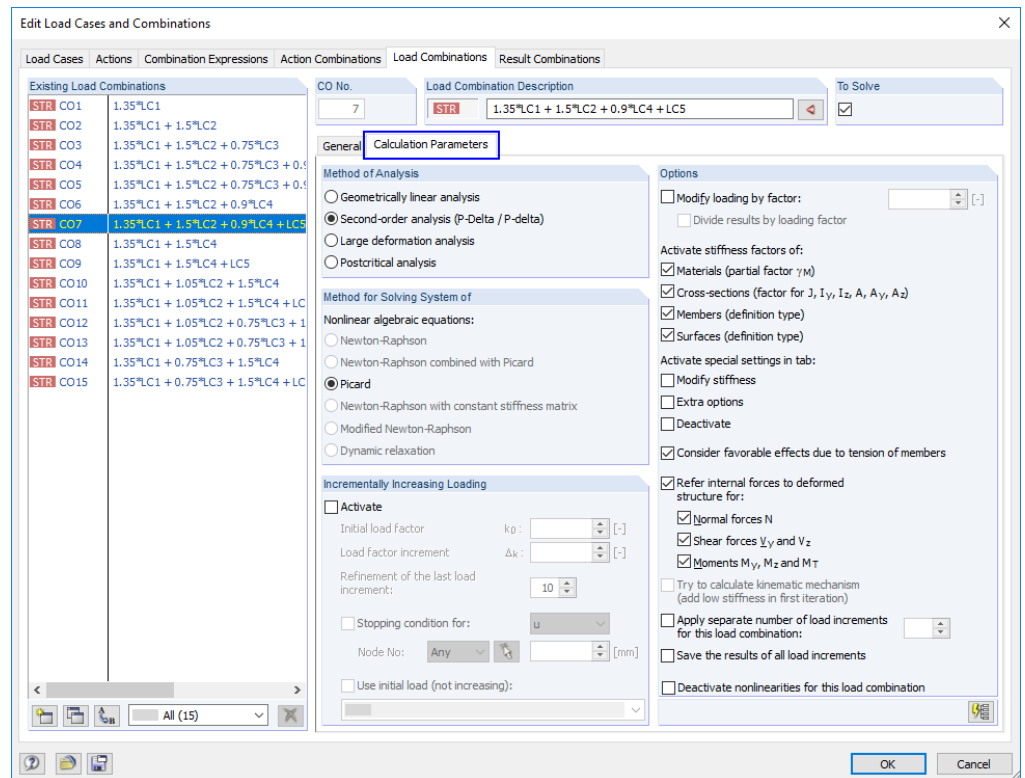 Edit Load Cases and Combinations
Load Cases Actions Combination Expressions Action Combinations Load Combinations Result Combinations
Existing Load Combinations
STR CO1 1.35*LC1
STR CO2 1.35*LC1 + 1.5*LC2
STR CO3 1.35*LC1 + 1.5*LC2 + 0.75*LC3
STR CO4 1.35*LC1 + 1.5*LC2 + 0.75*LC3 + 0.9
STR CO5 1.35*LC1 + 1.5*LC2 + 0.75*LC3 + 0.9
STR CO6 1.35*LC1 + 1.5*LC2 + 0.9*LC4
STR CO7 1.35*LC1 + 1.5*LC2 + 0.9*LC4 + LC5
STR CO8 1.35*LC1 + 1.5*LC4
STR CO9 1.35*LC1 + 1.5*LC4 + LC5
STR CO10 1.35*LC1 + 1.05*LC2 + 1.5*LC4
STR CO11 1.35*LC1 + 1.05*LC2 + 1.5*LC4 + LC
STR CO12 1.35*LC1 + 1.05*LC2 + 0.75*LC3 + 1
STR CO13 1.35*LC1 + 1.05*LC2 + 0.75*LC3 + 1
STR CO14 1.35*LC1 + 0.75*LC3 + 1.5*LC4
STR CO15 1.35*LC1 + 0.75*LC3 + 1.5*LC4 + LC
All (15)
CO No.
7
Load Combination Description
STR 1.35*LC1 + 1.5*LC2 + 0.9*LC4 + LC5
To Solve
General Calculation Parameters
Method of Analysis
Geometrically linear analysis
Second-order analysis (P-Delta / P-delta)
Large deformation analysis
Postcritical analysis
Method for Solving System of
Nonlinear algebraic equations:
Newton-Raphson
Newton-Raphson combined with Picard
Picard
Newton-Raphson with constant stiffness matrix
Modified Newton-Raphson
Dynamic relaxation
Incrementally Increasing Loading
Activate
Initial load factor k0 : [-]
Load factor increment Δk : [-]
Refinement of the last load
increment: 10
Stopping condition for: u
Node No: Any [mm]
Use initial load (not increasing):
Options
Modify loading by factor: [-]
Divide results by loading factor
Activate stiffness factors of:
Materials (partial factor γM)
Cross-sections (factor for J, Iy, Iz, A, Ay, Az)
Members (definition type)
Surfaces (definition type)
Activate special settings in tab:
Modify stiffness
Extra options
Deactivate
Consider favorable effects due to tension of members
Refer internal forces to deformed
structure for:
Normal forces N
Shear forces Vy and Vz
Moments My, Mz and MT
Try to calculate kinematic mechanism
(add low stiffness in first iteration)
Apply separate number of load increments
for this load combination:
Save the results of all load increments
Deactivate nonlinearities for this load combination
OK Cancel